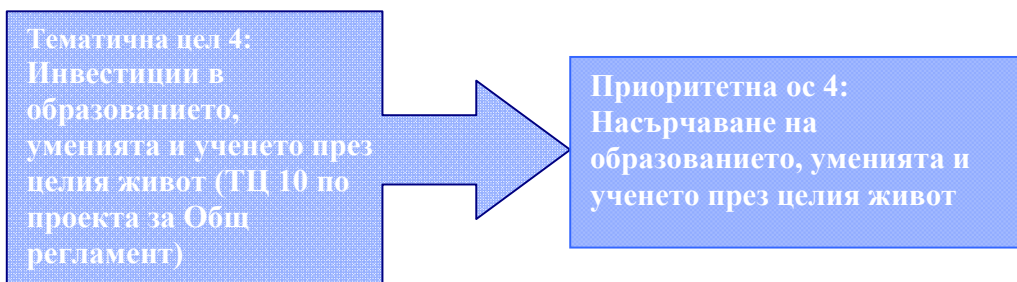 Тематична цел 4:
Инвестиции в
образованието,
уменията и ученето през
целия живот (ТЦ 10 по
проекта за Общ
регламент)
Приоритетна ос 4:
Насърчаване на
образованието, уменията и
ученето през целия живот